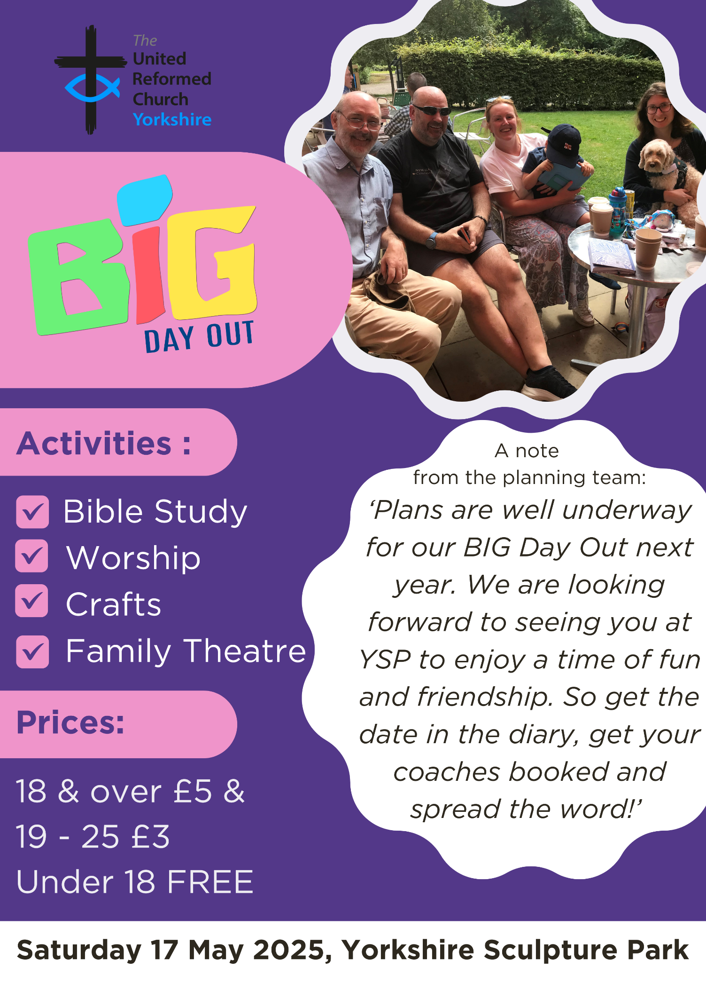 The
United
Reformed
Church
Yorkshire
BiG
DAY OUT
Activities :
Bible Study
Worship
Crafts
Family Theatre
Prices:
18 & over £5 &
19 - 25 £3
Under 18 FREE
A note
from the planning team:
‘Plans are well underway
for our BIG Day Out next
year. We are looking
forward to seeing you at
YSP to enjoy a time of fun
and friendship. So get the
date in the diary, get your
coaches booked and
spread the word!’
Saturday 17 May 2025, Yorkshire Sculpture Park